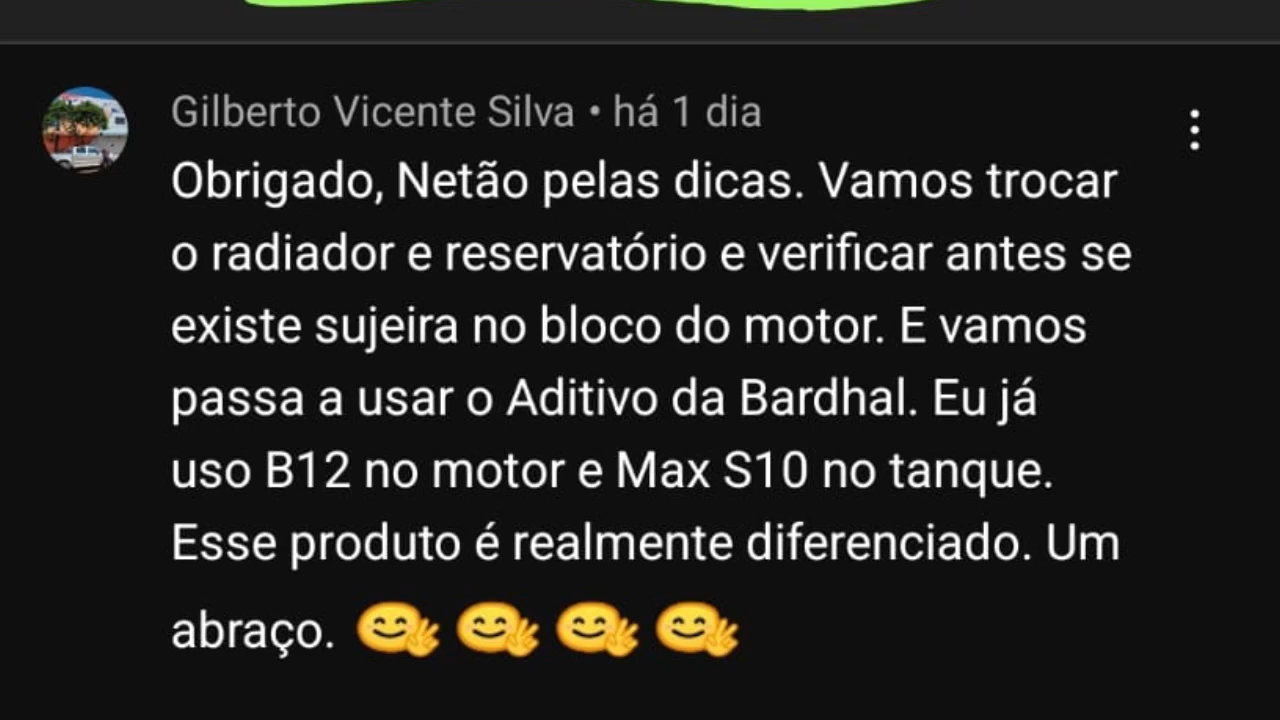 Gilberto Vicente Silva • há 1 dia
Obrigado, Netão pelas dicas. Vamos trocar
o radiador e reservatório e verificar antes se
existe sujeira no bloco do motor. E vamos
passa a usar o Aditivo da Bardhal. Eu já
uso B12 no motor e Max S10 no tanque.
Esse produto é realmente diferenciado. Um
abraço. 🤗 🤗 🤗 🤗